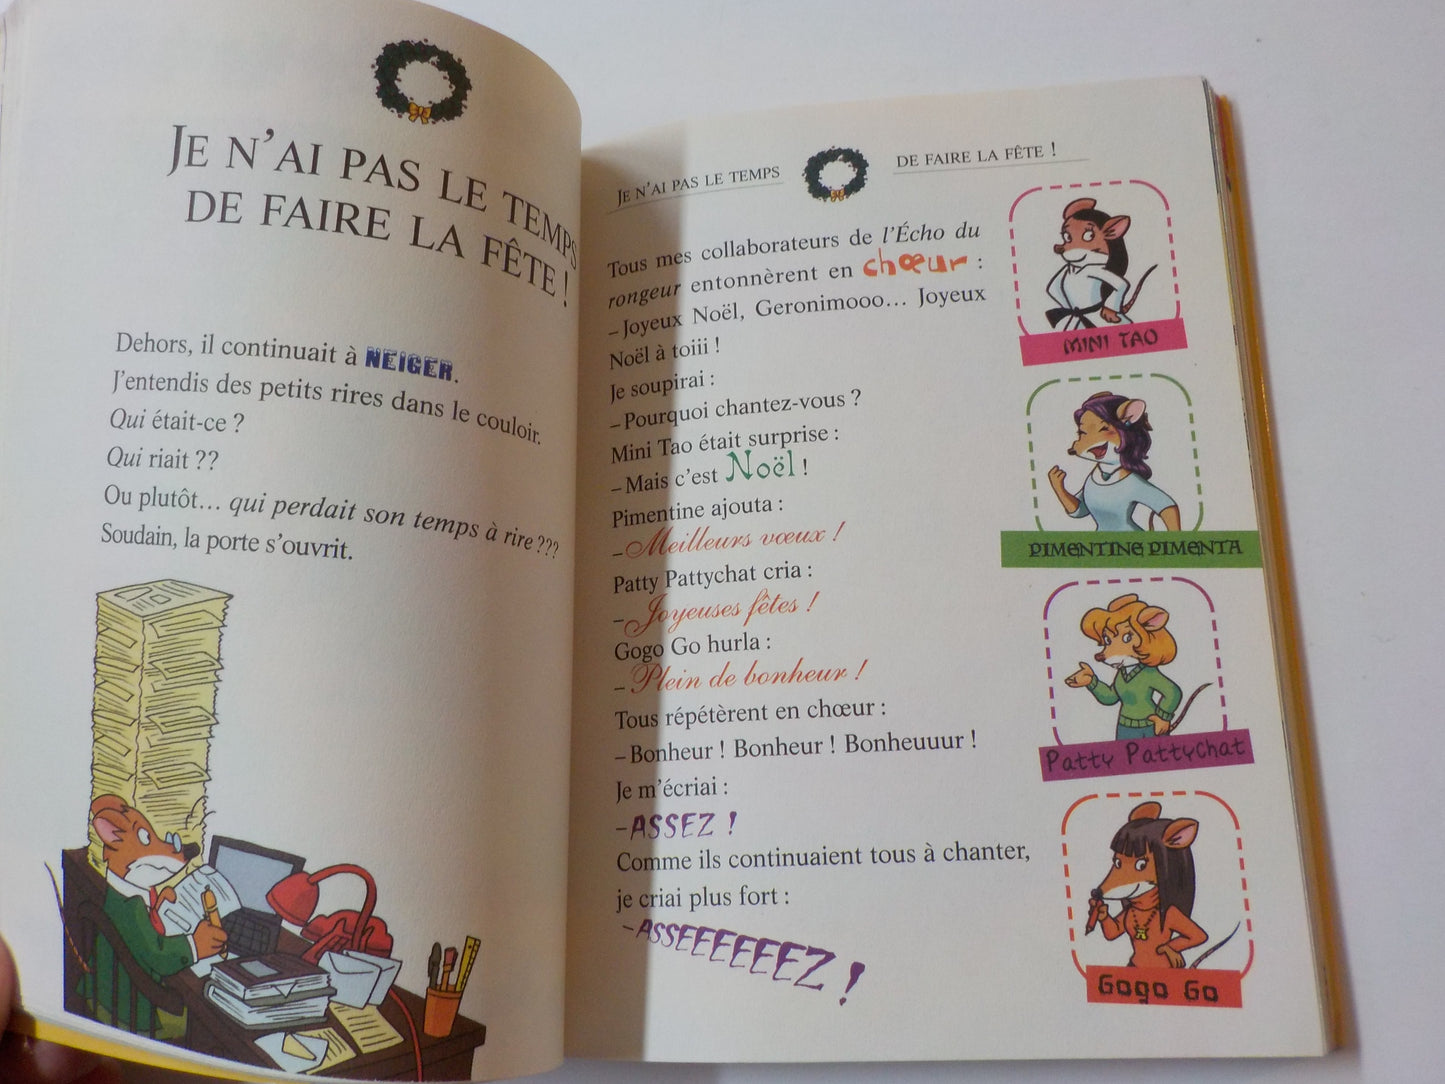 JE N'AI PAS LE TEMPS
DE FAIRE LA FÊTE !
Dehors, il continuait à NEIGER.
J'entendis des petits rires dans le couloir.
Qui était-ce ?
Qui riait ??
Ou plutôt... qui perdait son temps à rire ???
Soudain, la porte s'ouvrit.
JE N'AI PAS LE TEMPS DE FAIRE LA FÊTE !
Tous mes collaborateurs de l'Écho du
rongeur entonnèrent en chœur :
– Joyeux Noël, Geronimooo... Joyeux
Noël à toiii !
Je soupirai :
– Pourquoi chantez-vous ?
Mini Tao était surprise :
– Mais c'est Noël !
Pimentine ajouta :
– Meilleurs vœux !
Patty Pattychat cria :
– Joyeuses fêtes !
Gogo Go hurla :
– Plein de bonheur !
Tous répétèrent en chœur :
– Bonheur ! Bonheur ! Bonheuuur !
Je m'écriai :
– ASSEZ !
Comme ils continuaient tous à chanter,
je criai plus fort :
– ASSEEEEEEZ !
MINI TAO
PIMENTINE PIMENTA
Patty Pattychat
Gogo Go